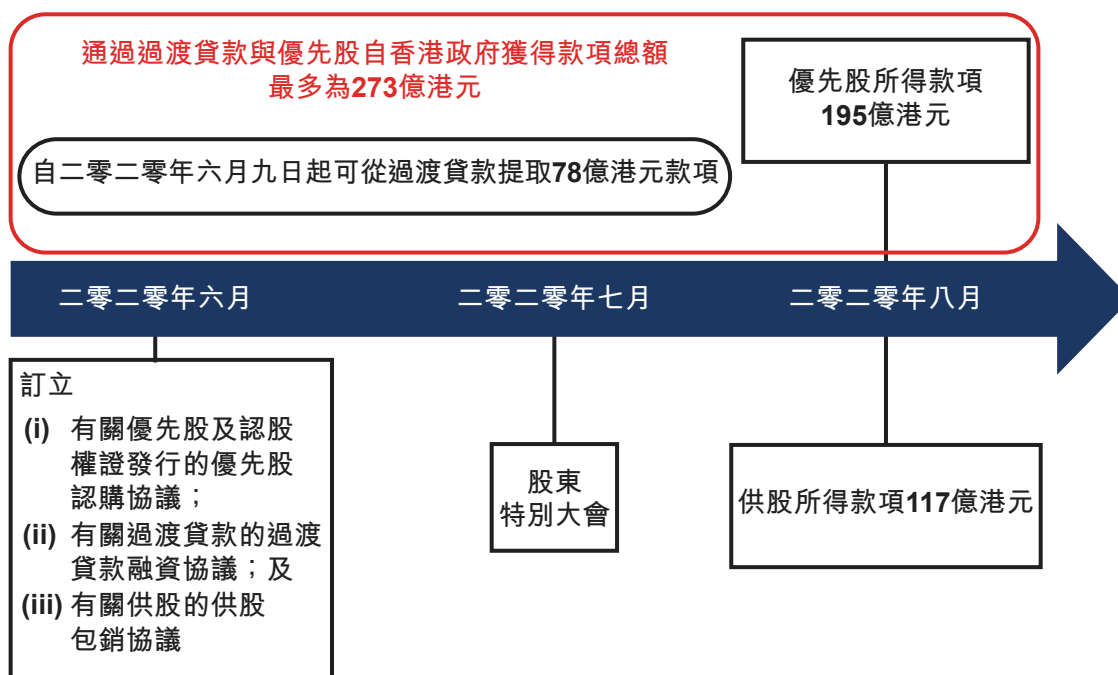 通過過渡貸款與優先股自香港政府獲得款項總額
最多為273億港元
優先股所得款項
195億港元
自二零二零年六月九日起可從過渡貸款提取78億港元款項
二零二零年六月
二零二零年七月
二零二零年八月
訂立
(i) 有關優先股及認股
權證發行的優先股
認購協議；
(ii) 有關過渡貸款的過渡
貸款融資協議；及
(iii) 有關供股的供股
包銷協議
股東
特別大會
供股所得款項117億港元